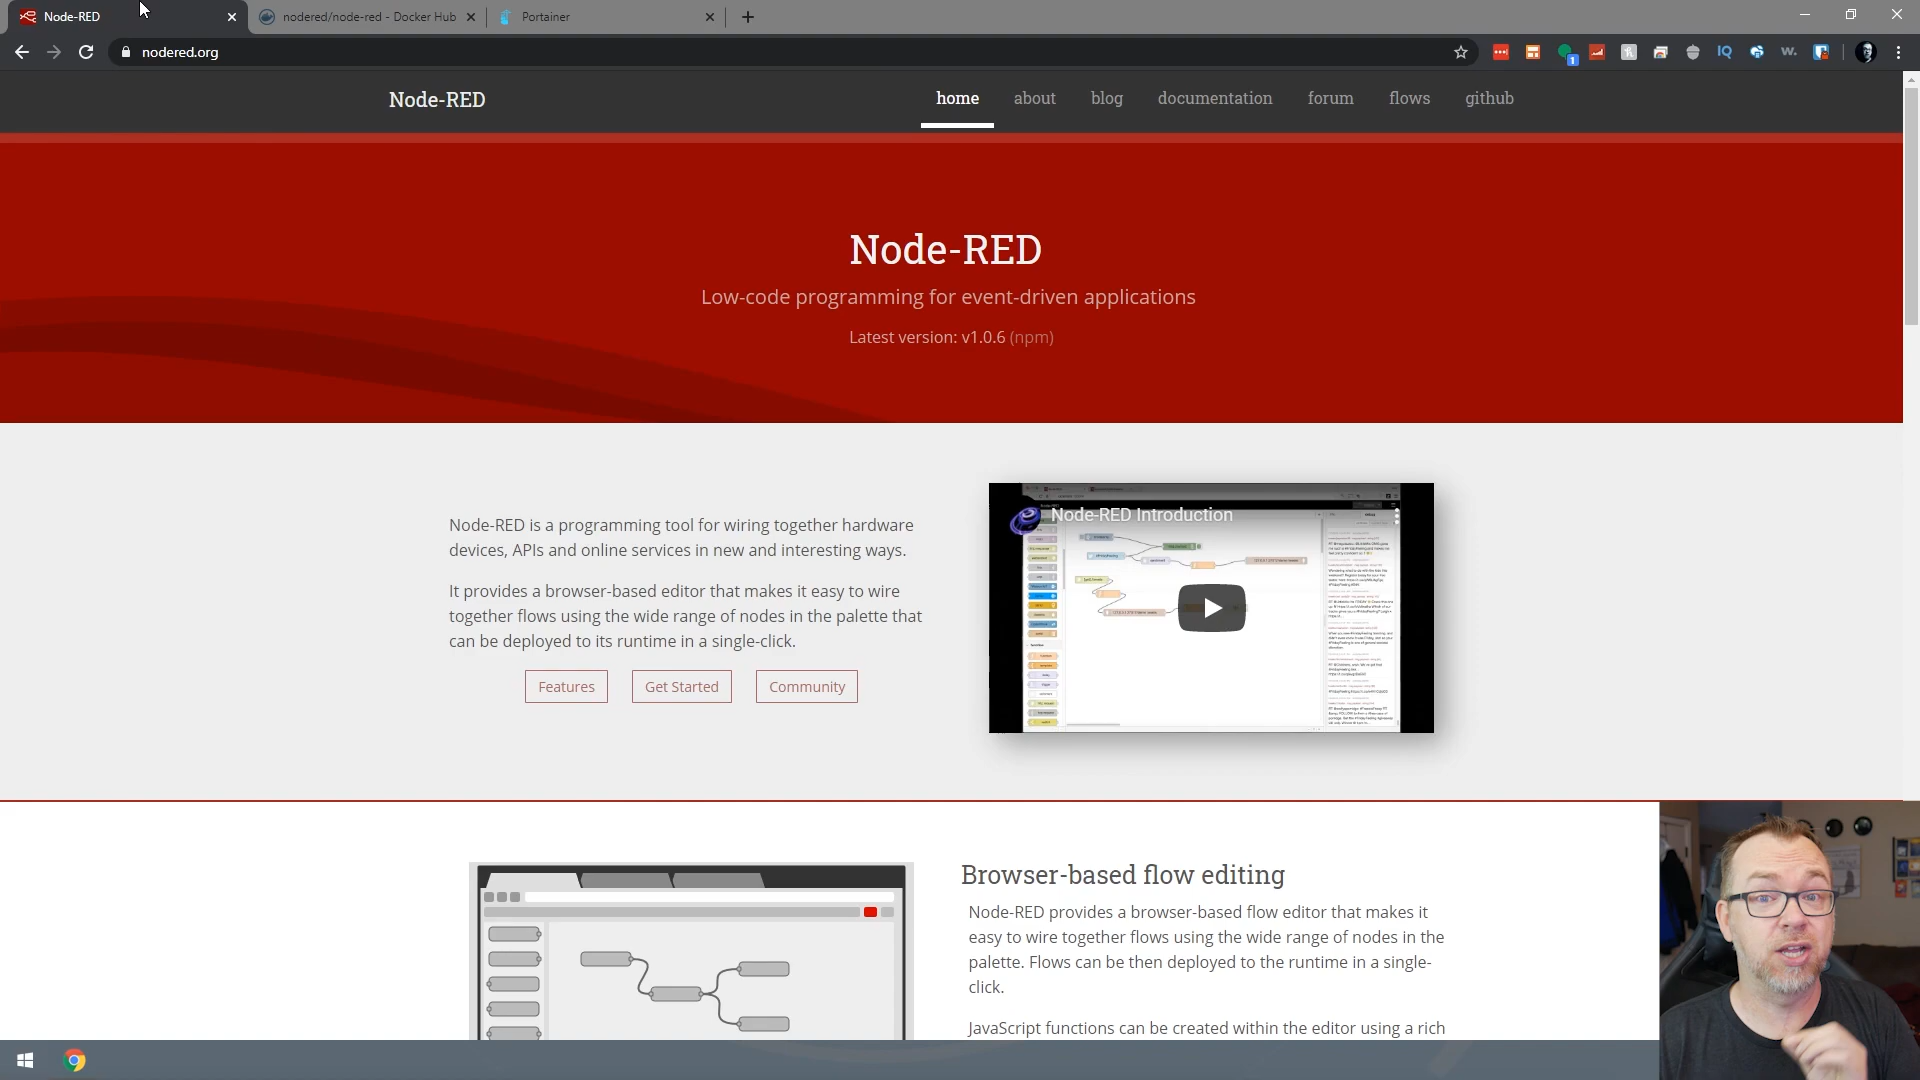 Node-RED
nodered/node-red - Docker Hub
Portainer
nodered.org
1
IQ
w.
Node-RED
home
about
blog
documentation
forum
flows
github
Node-RED
Low-code programming for event-driven applications
Latest version: v1.0.6 (npm)
Node-RED is a programming tool for wiring together hardware
devices, APIs and online services in new and interesting ways.
It provides a browser-based editor that makes it easy to wire
together flows using the wide range of nodes in the palette that
can be deployed to its runtime in a single-click.
Features
Get Started
Community
Node-RED Introduction
Browser-based flow editing
Node-RED provides a browser-based flow editor that makes it
easy to wire together flows using the wide range of nodes in the
palette. Flows can be then deployed to the runtime in a single-
click.
JavaScript functions can be created within the editor using a rich